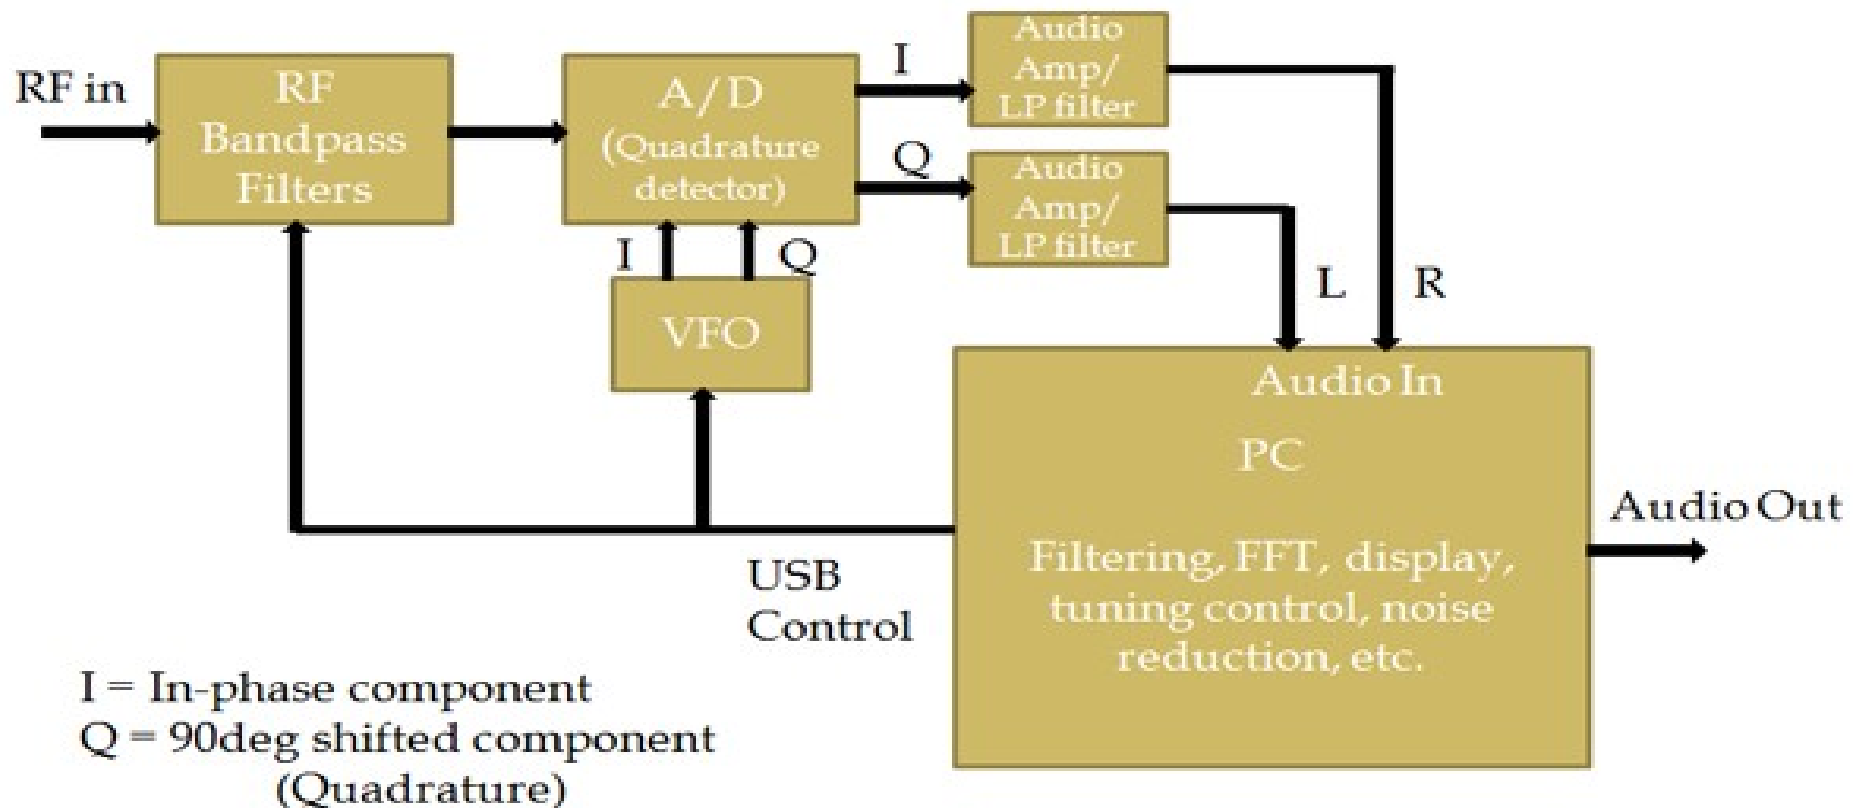 RF in
RF
Bandpass
Filters
A/D
(Quadrature
detector)
I
Q
Audio
Amp/
LP filter
Audio
Amp/
LP filter
I
Q
VFO
L
R
Audio In
PC
Filtering, FFT, display,
tuning control, noise
reduction, etc.
Audio Out
USB
Control
I = In-phase component
Q = 90deg shifted component
(Quadrature)